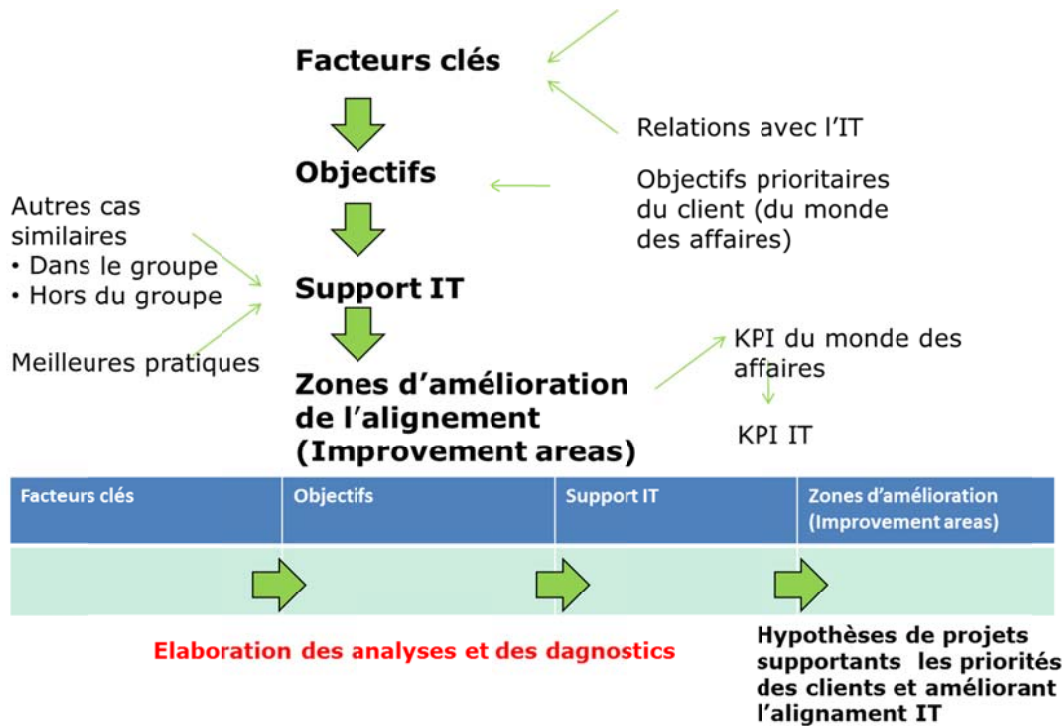 Facteurs clés
Relations avec l'IT
Objectifs
Objectifs prioritaires
du client (du monde
des affaires)
Autres cas
similaires
• Dans le groupe
• Hors du groupe
Support IT
Meilleures pratiques
KPI du monde des
affaires
KPI IT
Zones d'amélioration
de l'alignement
(Improvement areas)
Facteurs clés
Objectifs
Support IT
Zones d'amélioration
(Improvement areas)
Elaboration des analyses et des dagnostics
Hypothèses de projets
supportants les priorités
des clients et améliorant
l'alignament IT